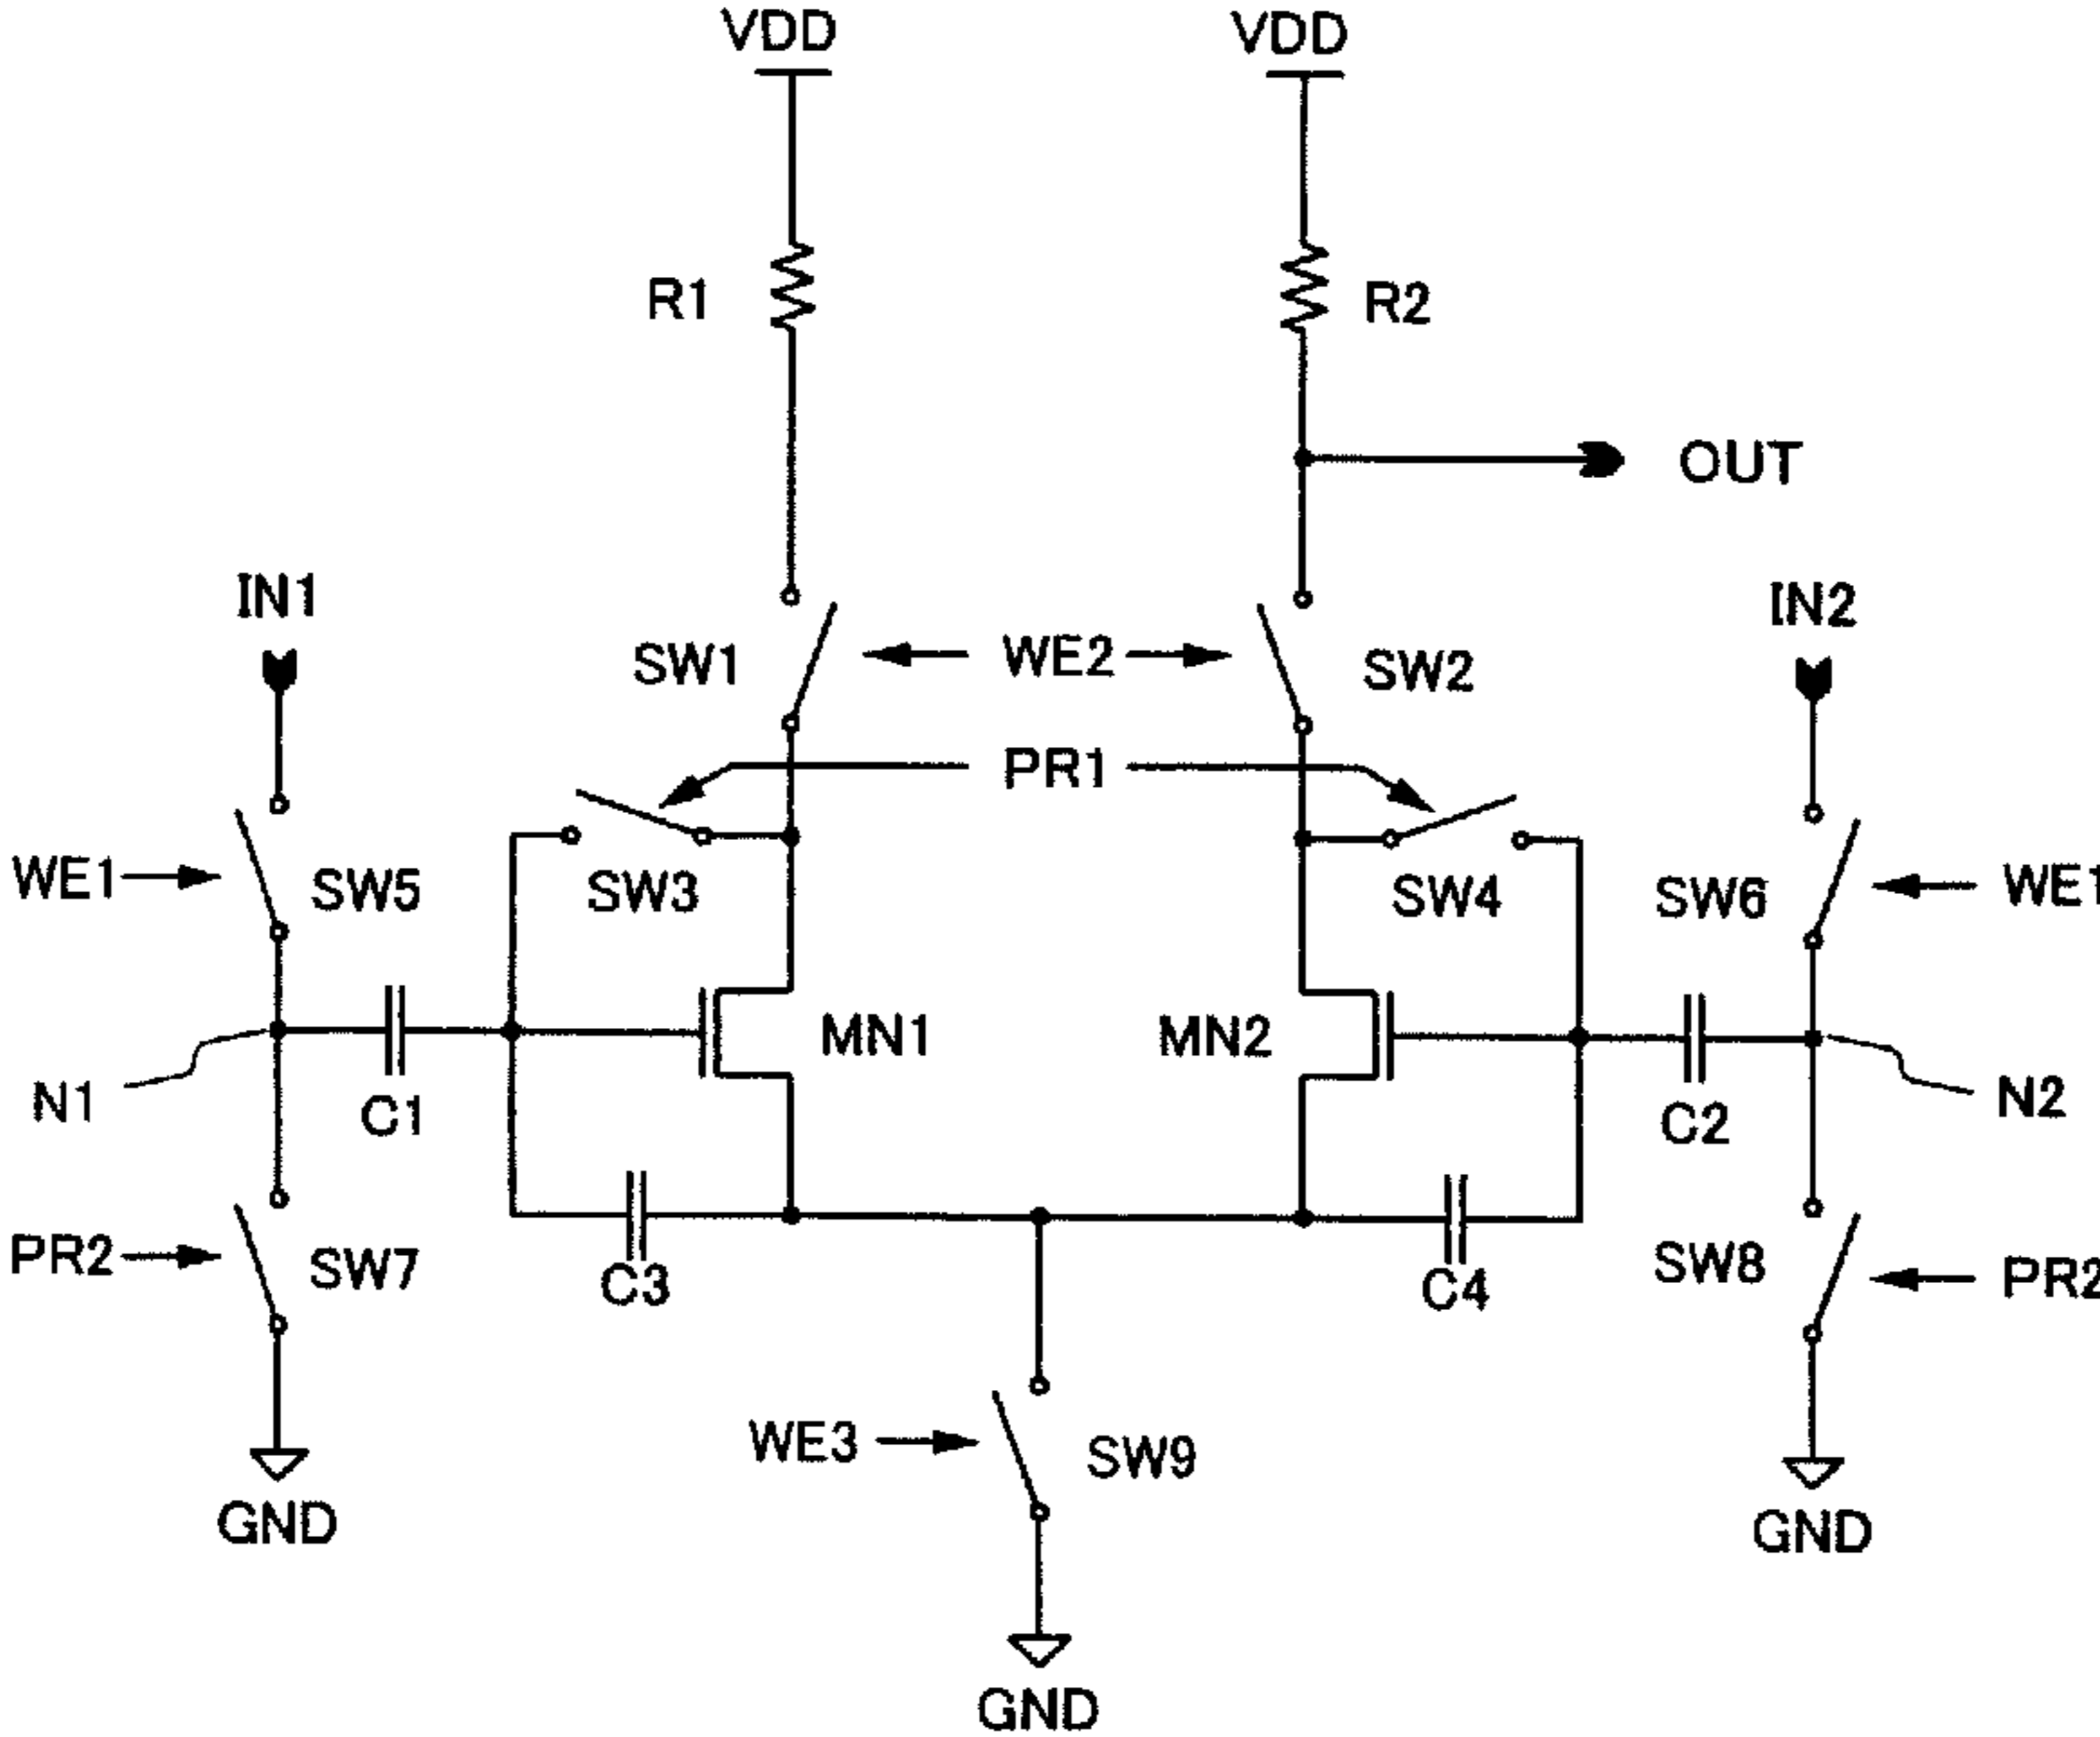 VDD VDD
R1 R2
OUT
IN1 IN2
SW1 WE2 SW2
PR1
WE1 SW5 SW3 SW4 SW6 WE1
MN1 MN2
N1 C1 C2 N2
PR2 SW7 C3 C4 SW8 PR2
WE3 SW9
GND GND
GND